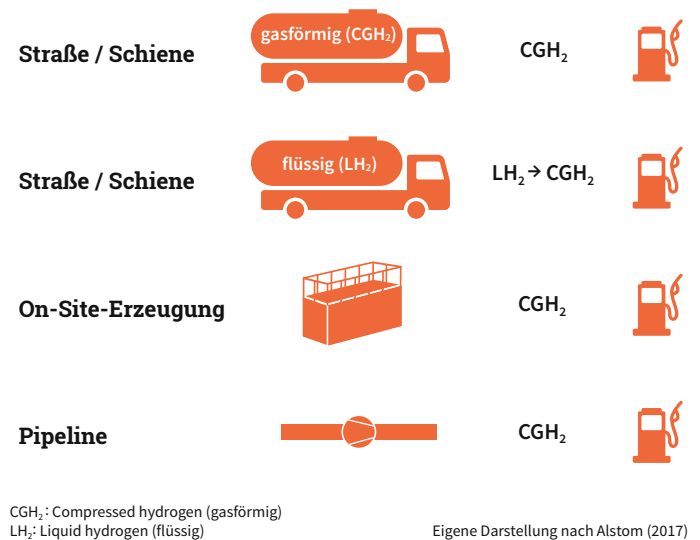 Straße / Schiene gasförmig (CGH₂) CGH₂
Straße / Schiene flüssig (LH₂) LH₂ → CGH₂
On-Site-Erzeugung CGH₂
Pipeline CGH₂
CGH₂: Compressed hydrogen (gasförmig)
LH₂: Liquid hydrogen (flüssig) Eigene Darstellung nach Alstom (2017)